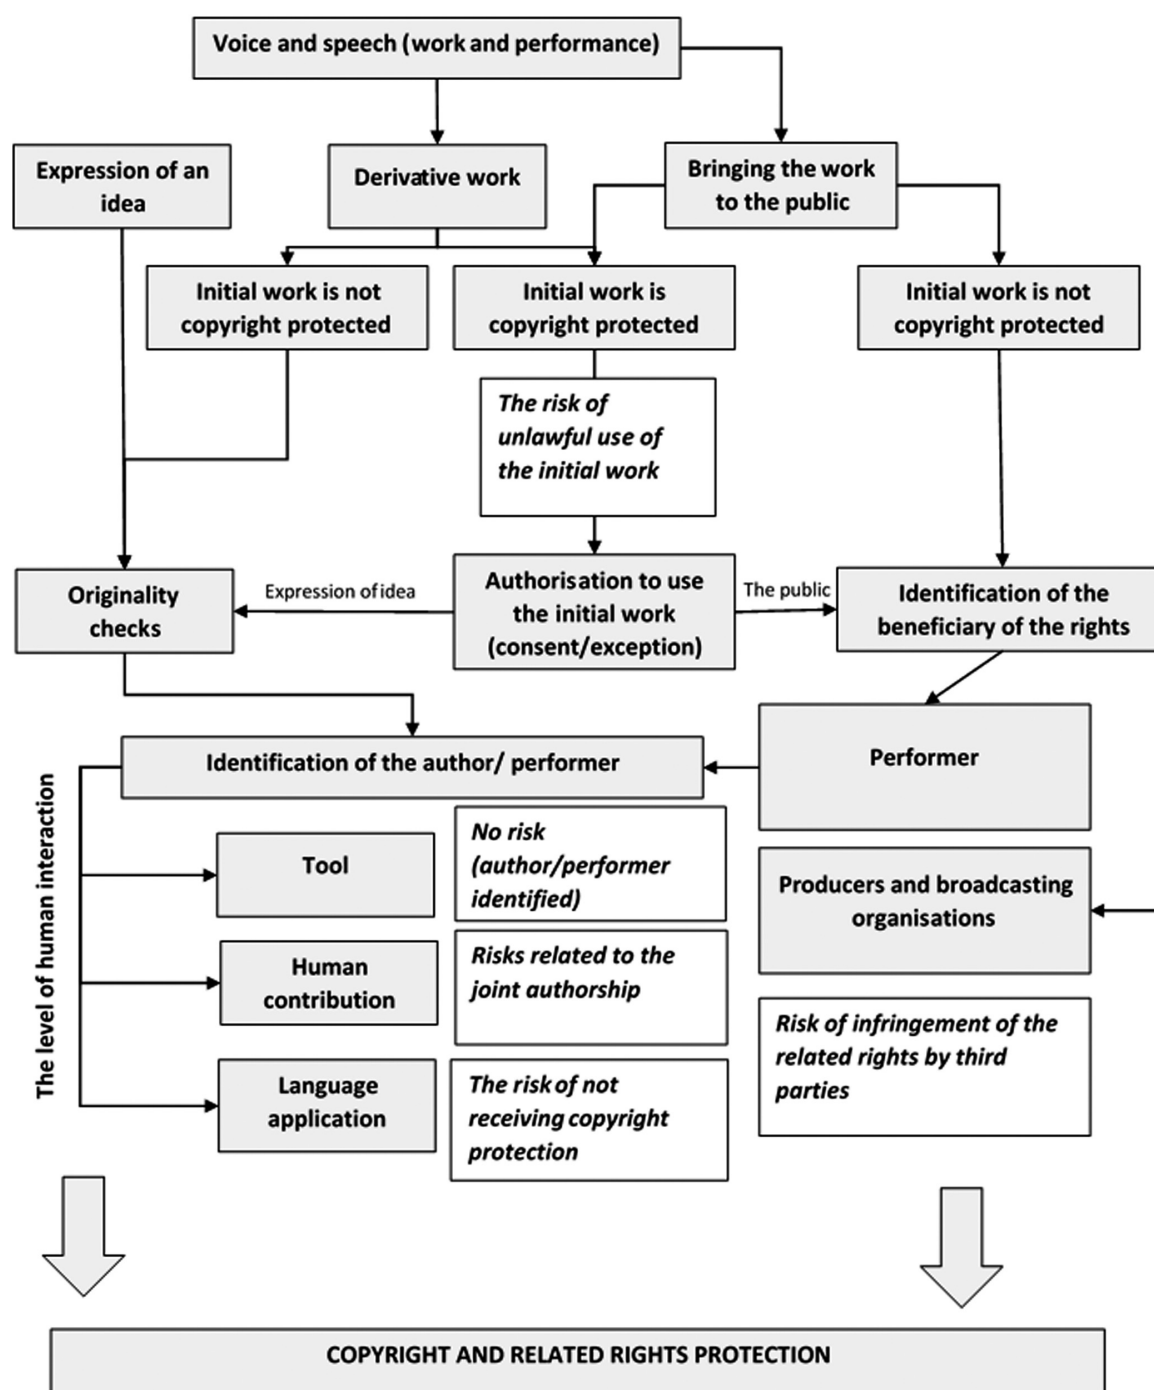 Voice and speech (work and performance)
Expression of an
idea
Derivative work
Bringing the work
to the public
Initial work is not
copyright protected
Initial work is
copyright protected
Initial work is not
copyright protected
The risk of
unlawful use of
the initial work
Originality
checks
Expression of idea
Authorisation to use
the initial work
(consent/exception)
The public
Identification of the
beneficiary of the rights
Identification of the author/ performer
Performer
The level of human interaction
Tool
No risk
(author/performer
identified)
Producers and broadcasting
organisations
Human
contribution
Risks related to the
joint authorship
Risk of infringement of the
related rights by third
parties
Language
application
The risk of not
receiving copyright
protection
COPYRIGHT AND RELATED RIGHTS PROTECTION